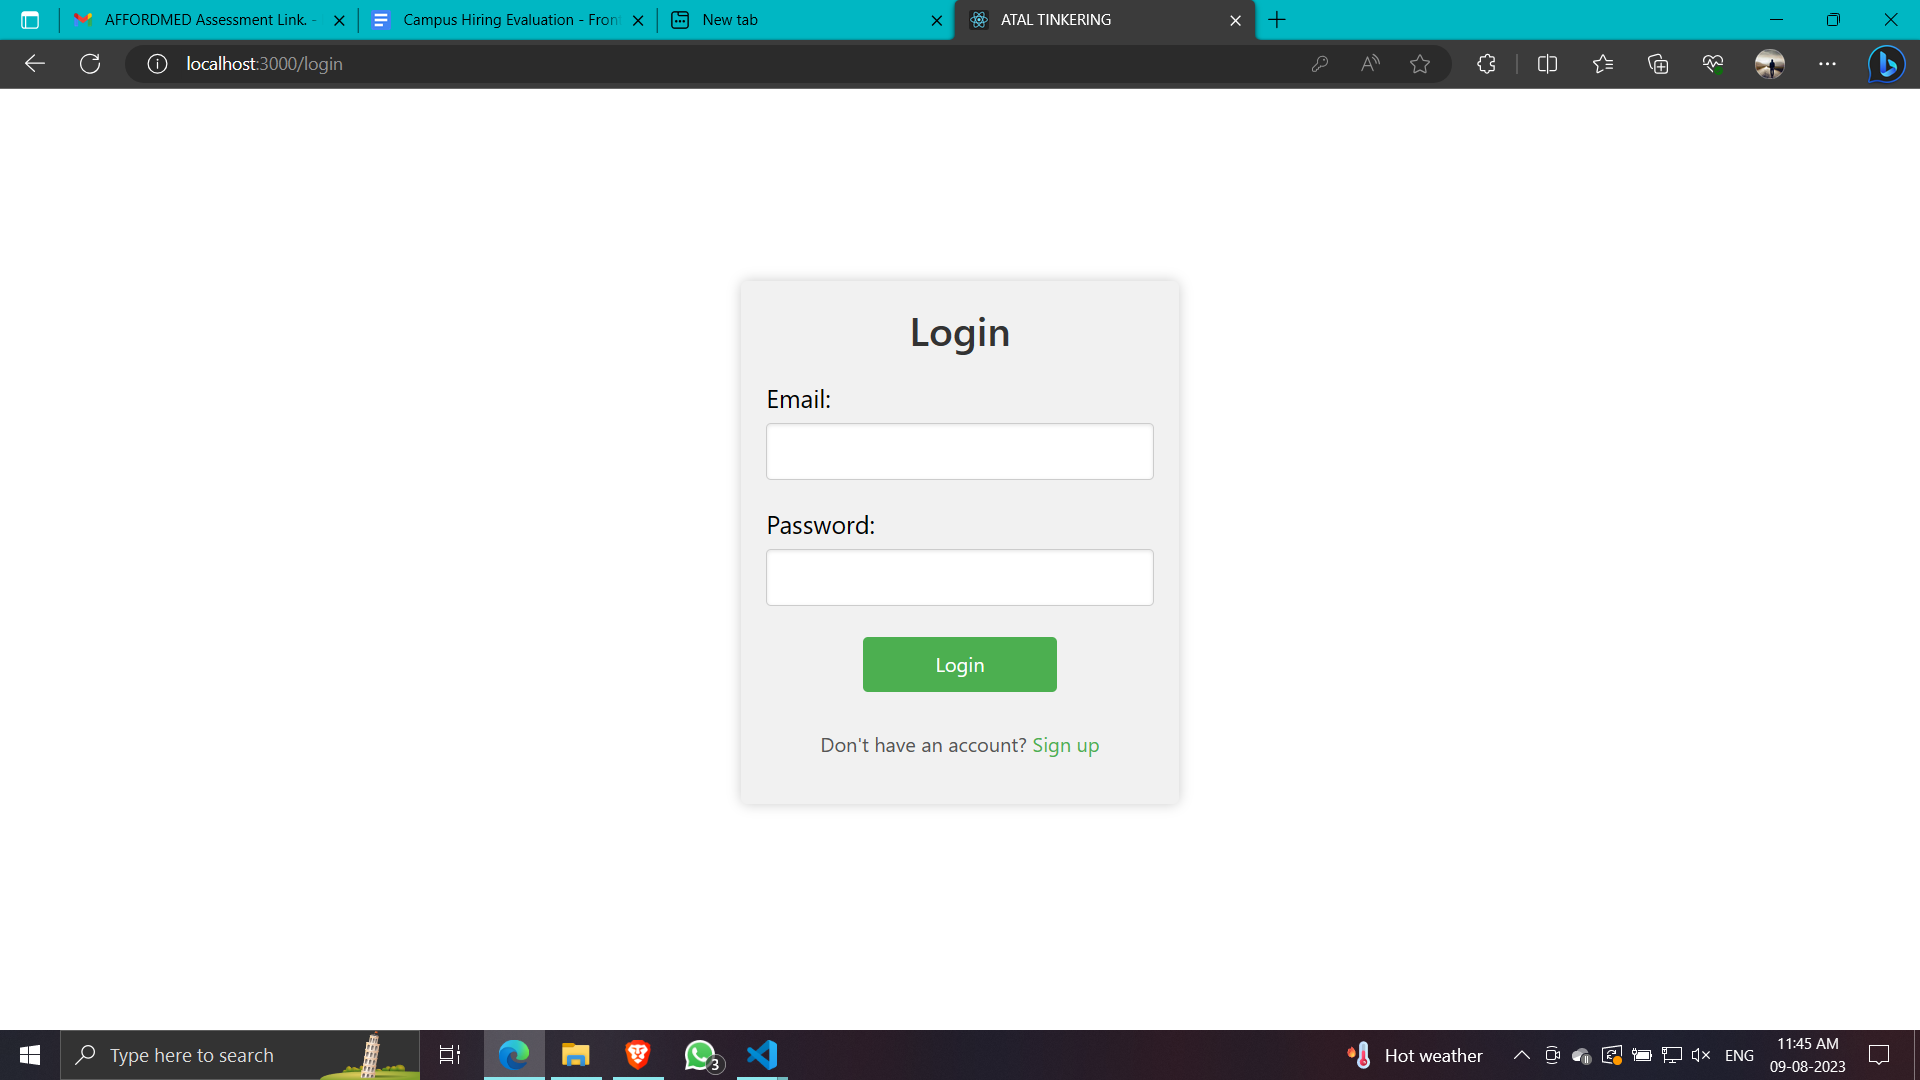 AFFORDMED Assessment Link. -
Campus Hiring Evaluation - Front
New tab
ATAL TINKERING
localhost:3000/login
Login
Email:
Password:
Login
Don't have an account? Sign up
Type here to search
3
Hot weather
ENG
11:45 AM
09-08-2023